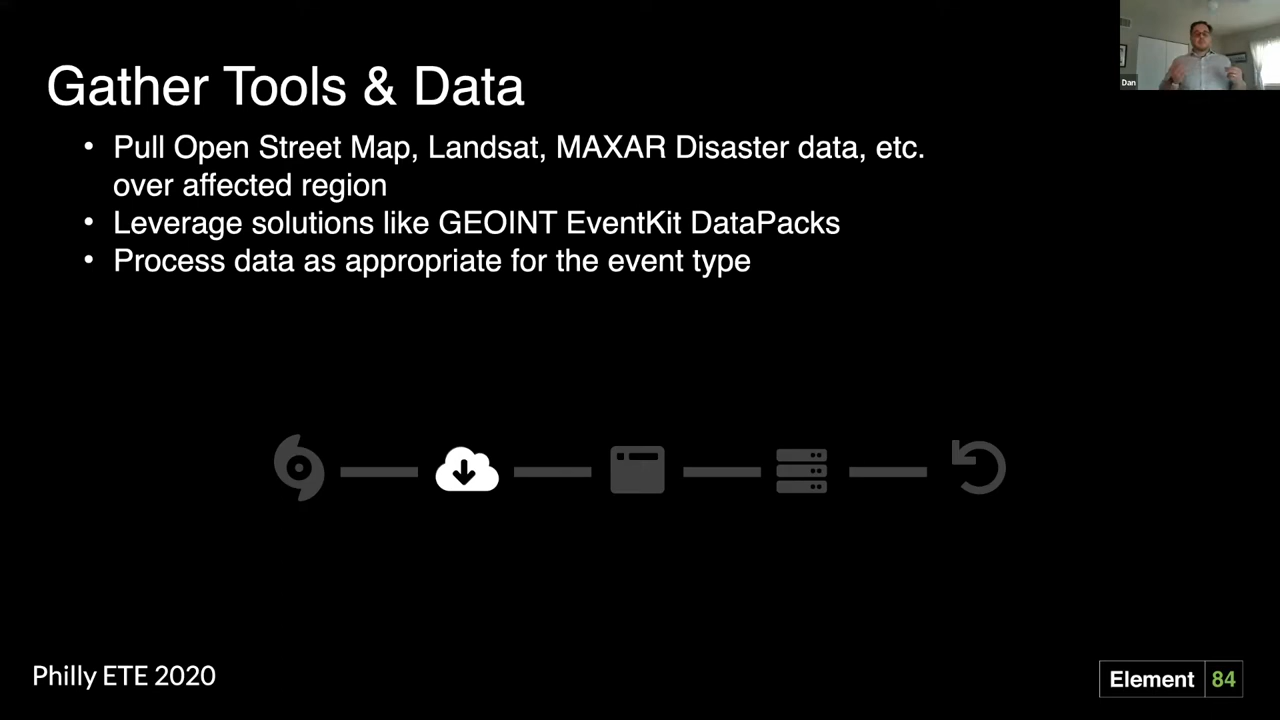 Dan
Gather Tools & Data
• Pull Open Street Map, Landsat, MAXAR Disaster data, etc.
over affected region
• Leverage solutions like GEOINT EventKit DataPacks
• Process data as appropriate for the event type
Philly ETE 2020
Element 84